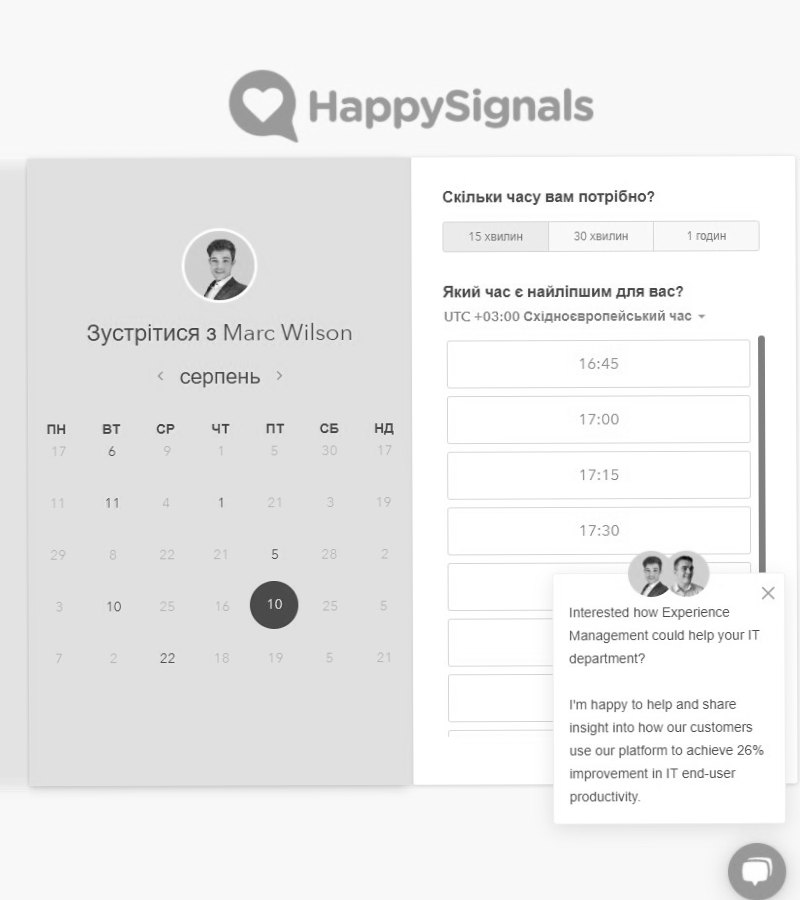 HappySignals
Зустрітися з Marc Wilson
серпень
ПН ВТ СР ЧТ ПТ СБ НД
17 6 9 1 5 30 17
11 11 4 1 21 3 19
29 8 22 21 5 28 2
3 10 25 16 10 25 5
7 2 22 18 19 5 21
Скільки часу вам потрібно?
15 хвилин 30 хвилин 1 годин
Який час є найліпшим для вас?
UTC +03:00 Східноєвропейський час
16:45
17:00
17:15
17:30
Interested how Experience
Management could help your IT
department?
I'm happy to help and share
insight into how our customers
use our platform to achieve 26%
improvement in IT end-user
productivity.